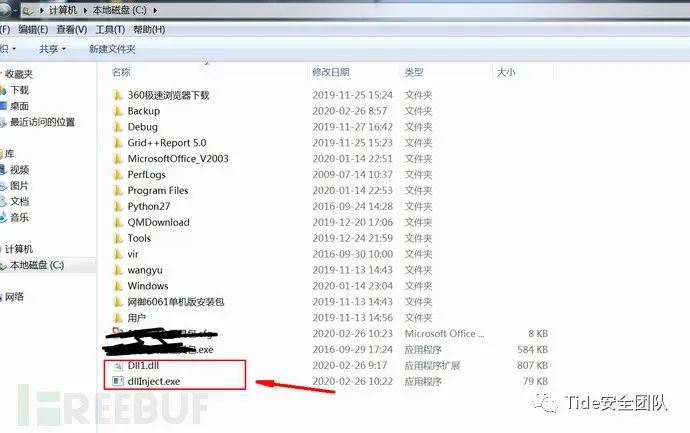 计算机 ▸ 本地磁盘 (C:) ▸
(F) 编辑(E) 查看(V) 工具(T) 帮助(H)
织 共享 新建文件夹
名称 修改日期 类型 大小
收藏夹
下载
桌面
最近访问的位置
库
视频
图片
文档
音乐
计算机
本地磁盘 (C:)
网络
360极速浏览器下载 2019-11-25 15:24 文件夹
Backup 2020-02-26 8:57 文件夹
Debug 2019-11-27 16:42 文件夹
Grid++Report 5.0 2019-11-25 15:23 文件夹
MicrosoftOffice_V2003 2020-01-14 22:51 文件夹
PerfLogs 2009-07-14 10:37 文件夹
Program Files 2020-01-14 22:53 文件夹
Python27 2016-09-24 14:28 文件夹
QMDownload 2019-12-20 17:06 文件夹
Tools 2019-12-24 21:59 文件夹
vir 2016-09-30 10:00 文件夹
wangyu 2019-11-13 14:43 文件夹
Windows 2020-01-14 23:04 文件夹
网御6061单机版安装包 2019-11-13 14:43 文件夹
用户 2019-11-13 14:56 文件夹
.cfg 2020-02-26 10:23 Microsoft Office ... 8 KB
包.exe 2016-09-29 17:24 应用程序 584 KB
Dll1.dll 2020-02-26 9:17 应用程序扩展 807 KB
dllInject.exe 2020-02-26 10:22 应用程序 79 KB
FREEBUF
Tide安全团队